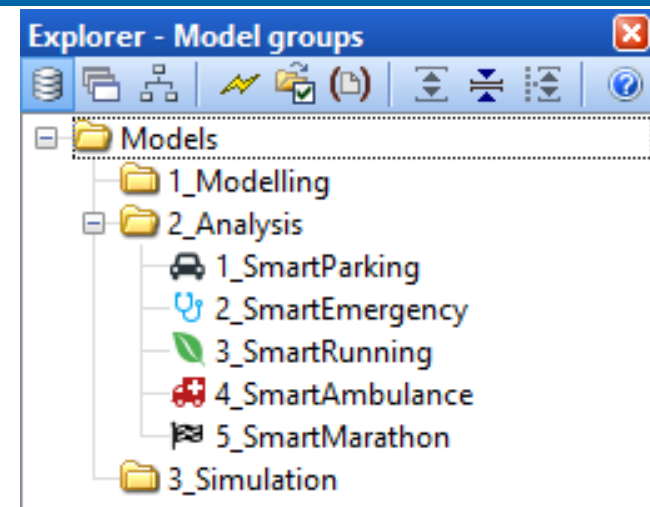 Explorer - Model groups
Models
1_Modelling
2_Analysis
1_SmartParking
2_SmartEmergency
3_SmartRunning
4_SmartAmbulance
5_SmartMarathon
3_Simulation